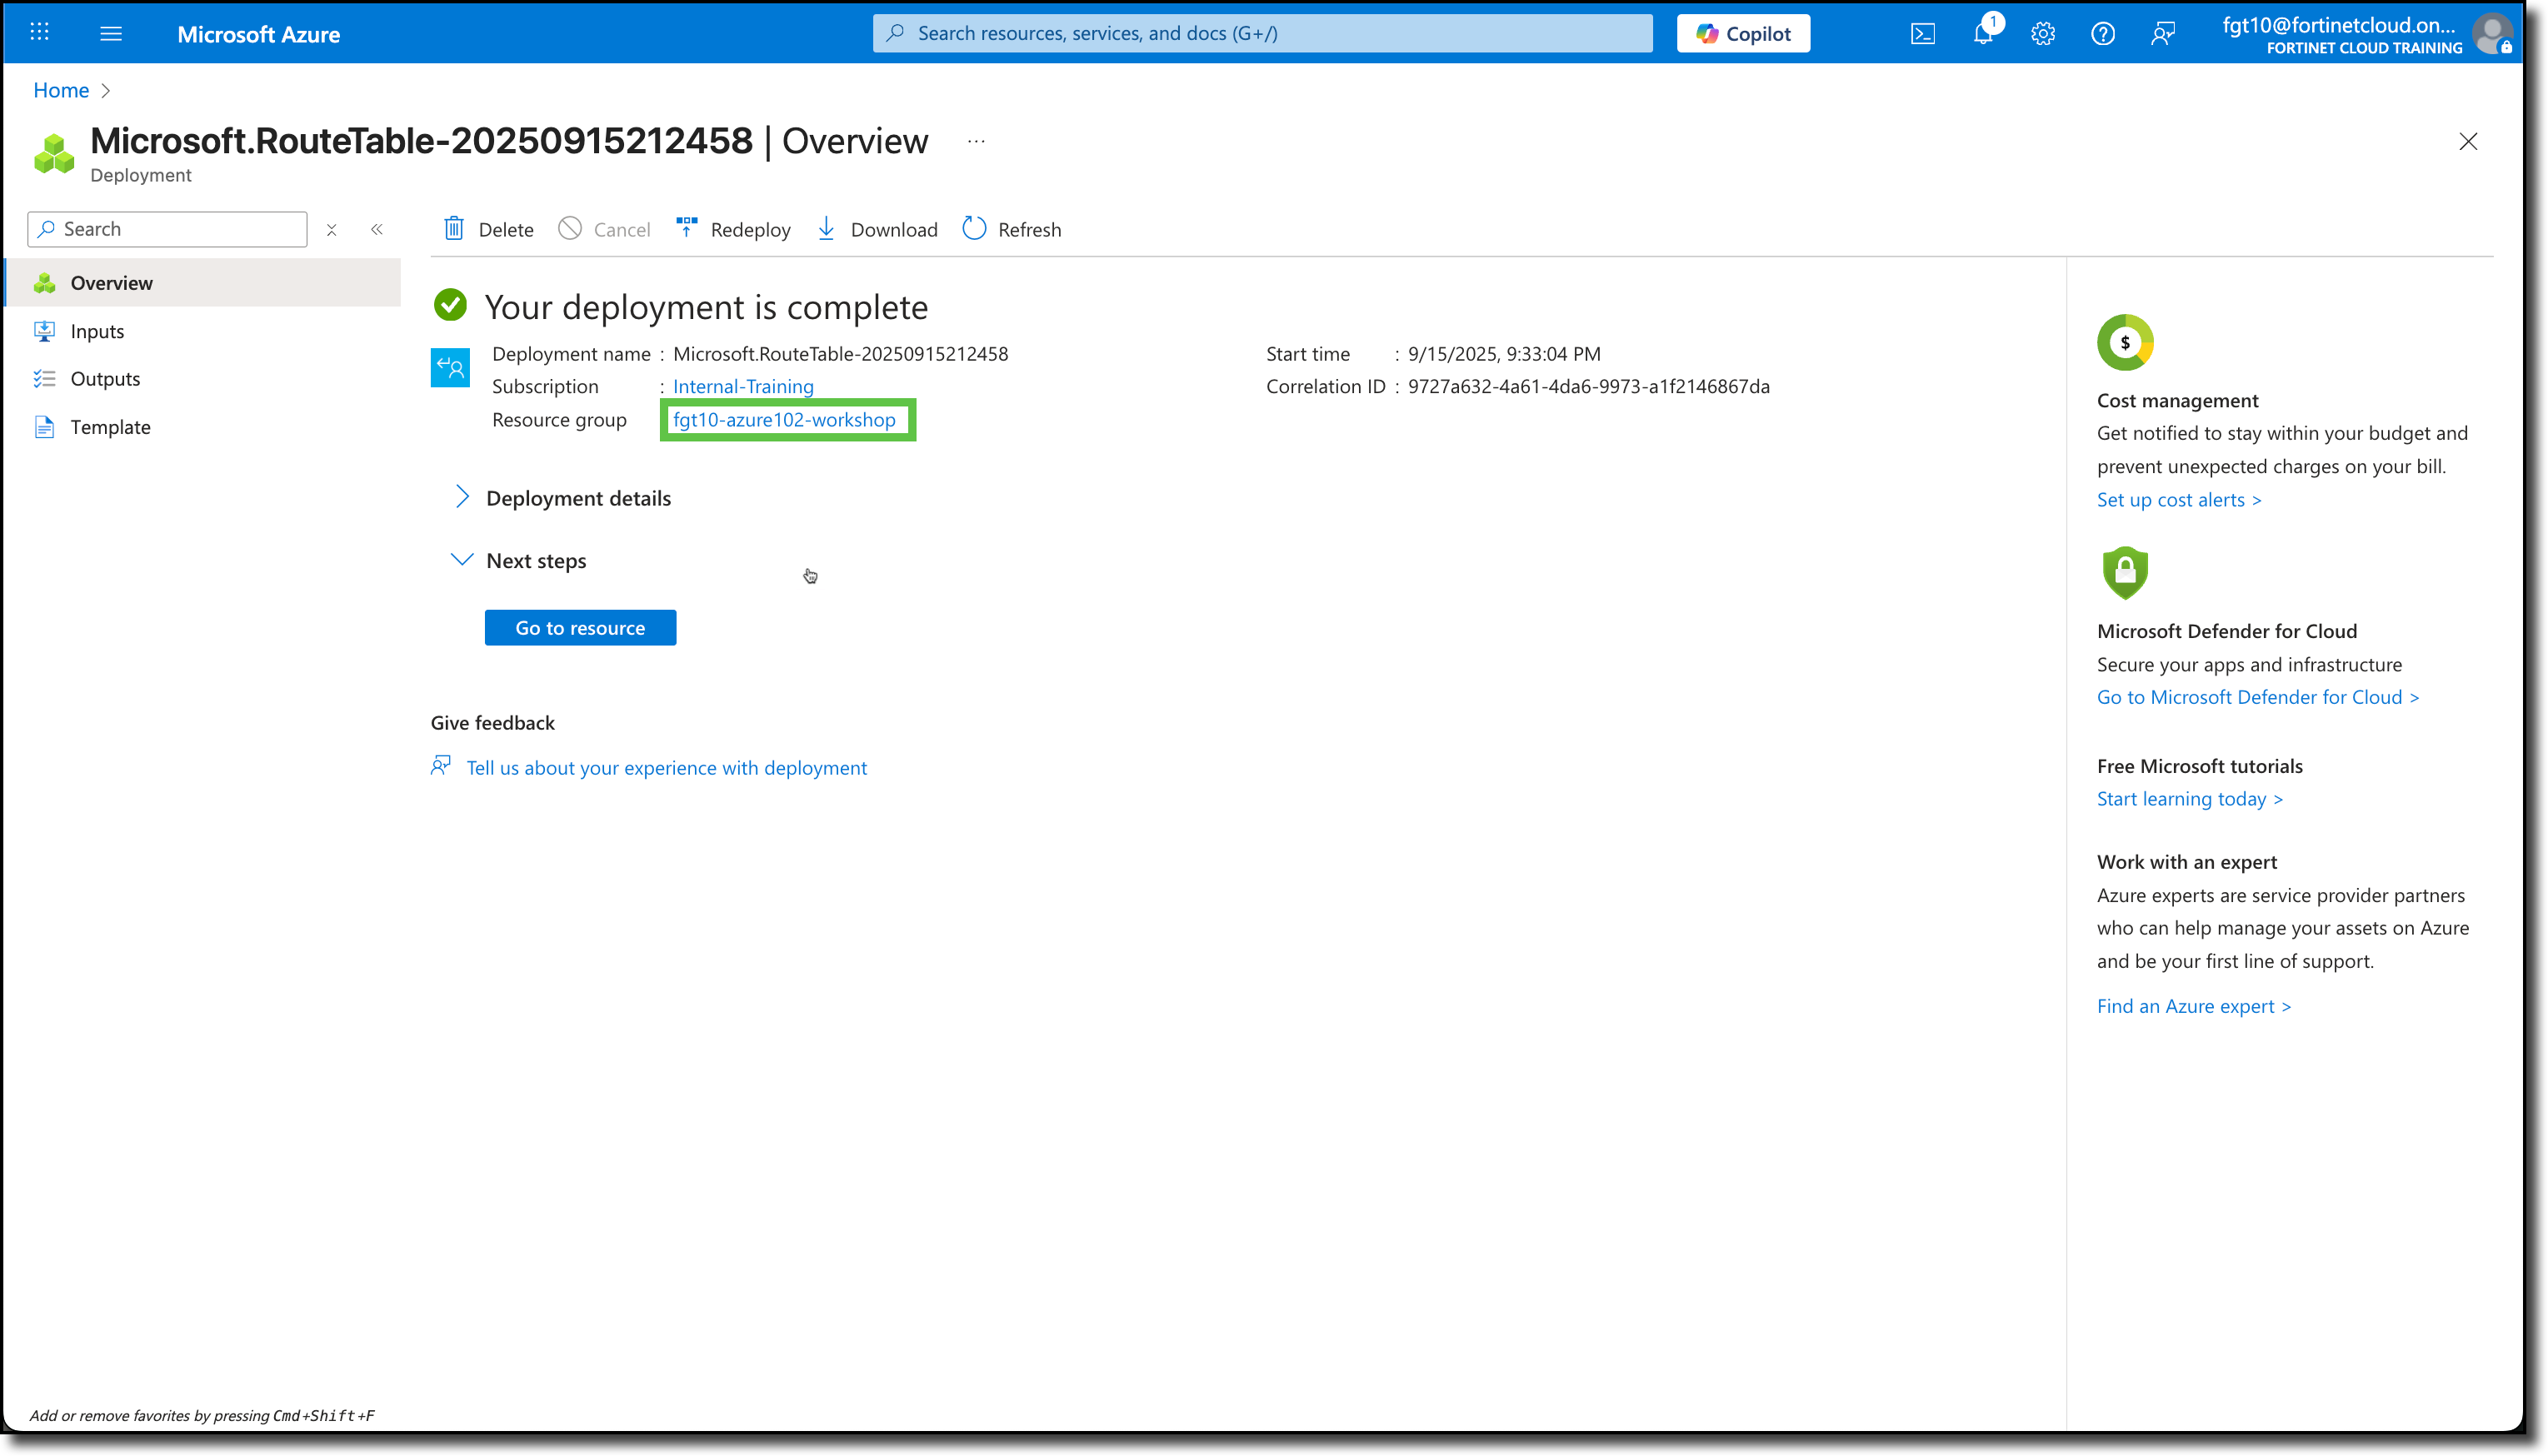 Microsoft Azure
Search resources, services, and docs (G+/)
Copilot
1
fgt10@fortinetcloud.on...
FORTINET CLOUD TRAINING
Home
Microsoft.RouteTable-20250915212458 | Overview
...
Deployment
Search
Delete
Cancel
Redeploy
Download
Refresh
Overview
Inputs
Outputs
Template
Your deployment is complete
Deployment name : Microsoft.RouteTable-20250915212458
Subscription : Internal-Training
Resource group fgt10-azure102-workshop
Start time : 9/15/2025, 9:33:04 PM
Correlation ID : 9727a632-4a61-4da6-9973-a1f2146867da
Deployment details
Next steps
Go to resource
Give feedback
Tell us about your experience with deployment
$
Cost management
Get notified to stay within your budget and
prevent unexpected charges on your bill.
Set up cost alerts >
Microsoft Defender for Cloud
Secure your apps and infrastructure
Go to Microsoft Defender for Cloud >
Free Microsoft tutorials
Start learning today >
Work with an expert
Azure experts are service provider partners
who can help manage your assets on Azure
and be your first line of support.
Find an Azure expert >
Add or remove favorites by pressing Cmd+Shift+F